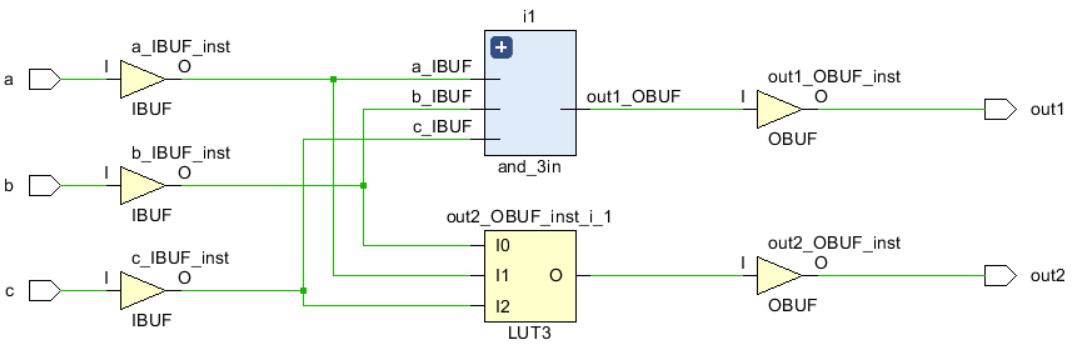 i1
a_IBUF_inst
a
I
O
IBUF
a_IBUF
b_IBUF
c_IBUF
out1_OBUF
and_3in
out1_OBUF_inst
I
O
OBUF
out1
b_IBUF_inst
b
I
O
IBUF
out2_OBUF_inst_i_1
I0
I1
I2
O
LUT3
out2_OBUF_inst
I
O
OBUF
out2
c_IBUF_inst
c
I
O
IBUF